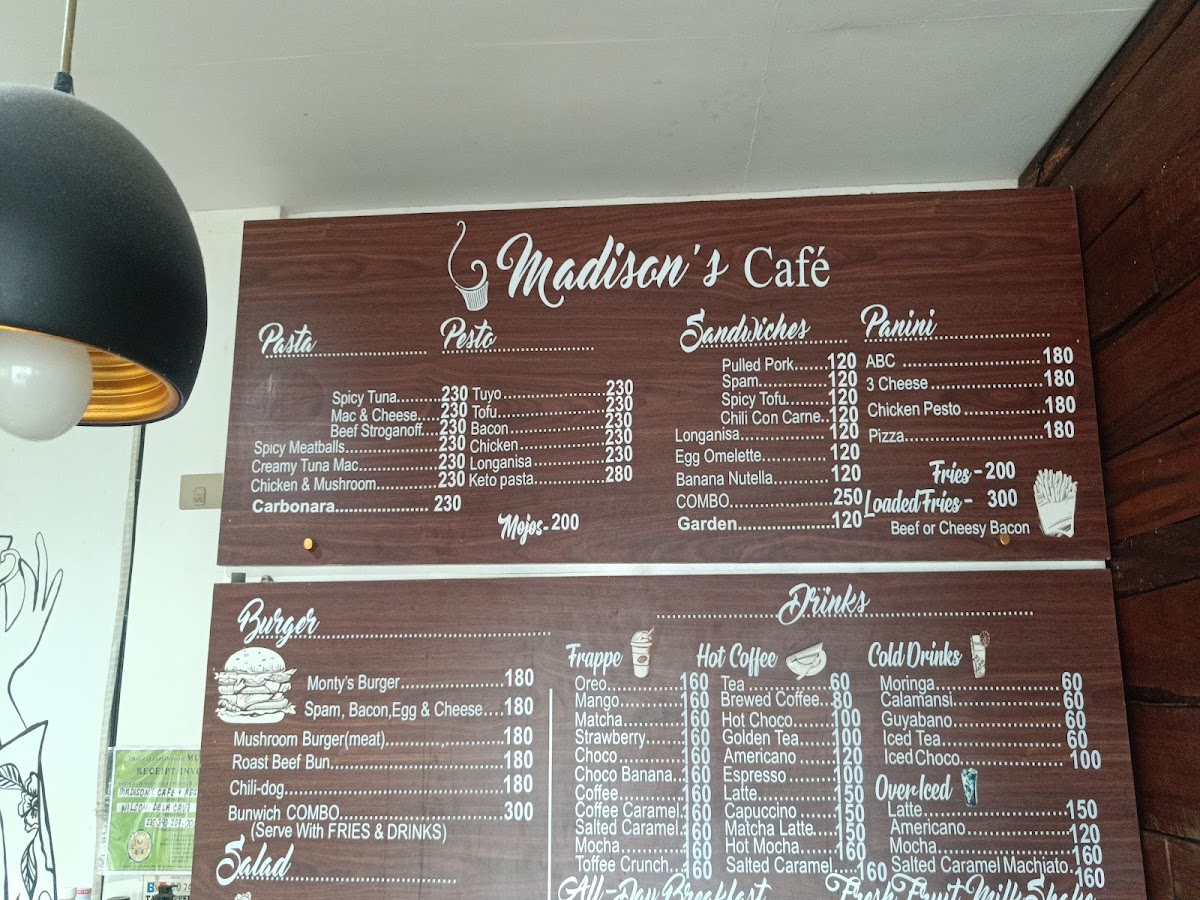 Madison's Café
Pasta
Spicy Tuna......230
Mac & Cheese.....230
Beef Stroganoff...230
Spicy Meatballs..................230
Creamy Tuna Mac...............230
Chicken & Mushroom............230
Carbonara.................. 230
Pesto
Tuyo..................230
Tofu...................230
Bacon.................230
Chicken...............230
Longanisa...........230
Keto pasta...........280
Mojos-200
Sandwiches
Pulled Pork......120
Spam..............120
Spicy Tofu........120
Chili Con Carne..120
Longanisa..................120
Egg Omelette.............120
Banana Nutella...........120
COMBO....................250
Garden..................120
Panini
ABC.........................180
3 Cheese..................180
Chicken Pesto............180
Pizza.......................180
Fries-200
Loaded Fries- 300
Beef or Cheesy Bacon
Burger
Monty's Burger..................180
Spam, Bacon,Egg & Cheese....180
Mushroom Burger(meat)..................180
Roast Beef Bun............................180
Chili-dog....................................180
Bunwich COMBO..........................300
(Serve With FRIES & DRINKS)
Salad
Drinks
Frappe
Oreo..............160
Mango............160
Matcha...........160
Strawberry.......160
Choco............160
Choco Banana..160
Coffee............160
Coffee Caramel.160
Salted Caramel.160
Mocha............160
Toffee Crunch...160
Hot Coffee
Tea................60
Brewed Coffee..80
Hot Choco.......100
Golden Tea......100
Americano.......120
Espresso.........100
Latte..............150
Capuccino.......150
Matcha Latte....150
Hot Mocha.......160
Salted Caramel....160
Cold Drinks
Moringa....................60
Calamansi.................60
Guyabano.................60
Iced Tea...................60
Iced Choco................100
Over Iced
Latte.......................150
Americano................120
Mocha.....................160
Salted Caramel Machiato.160
All-Day Breakfast
Fresh Fruit MilkShake